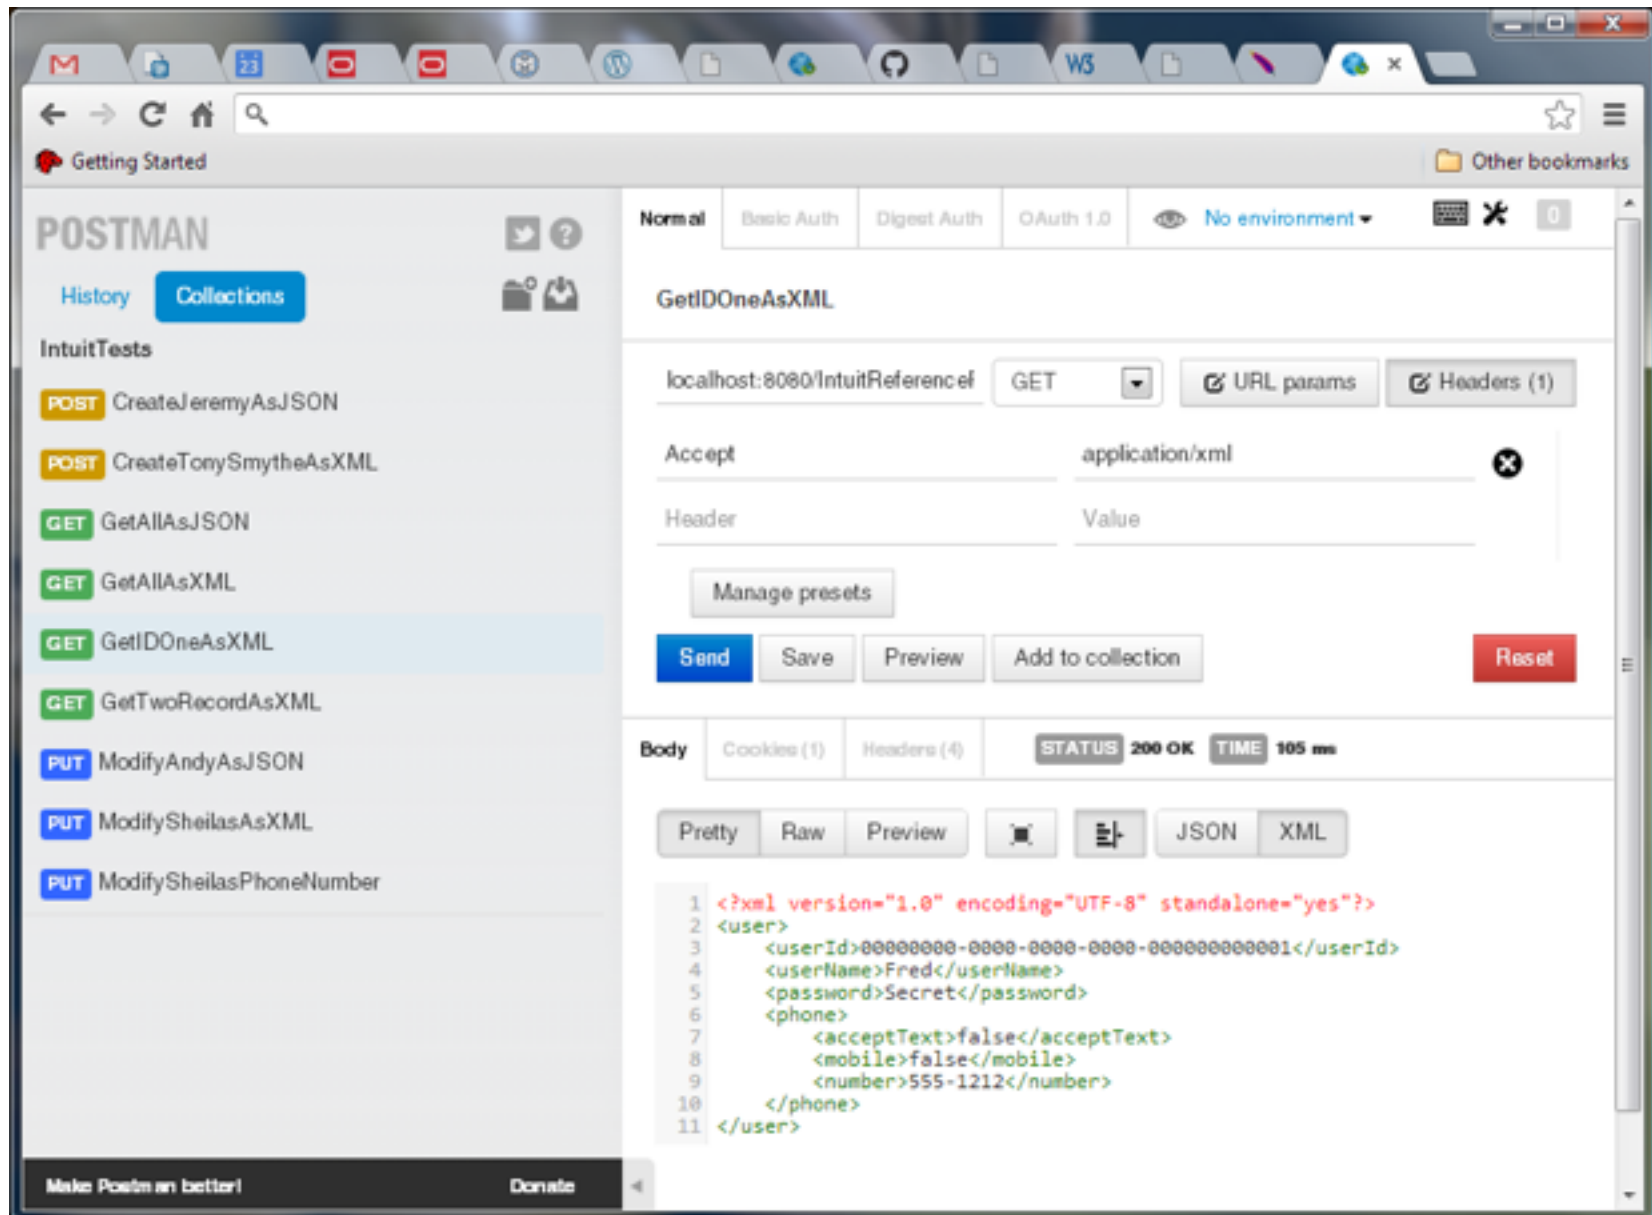 23
W3
Getting Started
Other bookmarks
POSTMAN
History
Collections
IntuitTests
POST CreateJeremyAsJSON
POST CreateTonySmytheAsXML
GET GetAllAsJSON
GET GetAllAsXML
GET GetIDOneAsXML
GET GetTwoRecordAsXML
PUT ModifyAndyAsJSON
PUT ModifySheilasAsXML
PUT ModifySheilasPhoneNumber
Make Postman better!
Donate
Normal
Basic Auth
Digest Auth
OAuth 1.0
No environment
0
GetIDOneAsXML
localhost:8080/IntuitReference
GET
URL params
Headers (1)
Accept
application/xml
Header
Value
Manage presets
Send
Save
Preview
Add to collection
Reset
Body
Cookies (1)
Headers (4)
STATUS 200 OK
TIME 105 ms
Pretty
Raw
Preview
JSON
XML
1 <?xml version="1.0" encoding="UTF-8" standalone="yes"?>
2 <user>
3 <userId>00000000-0000-0000-0000-000000000001</userId>
4 <userName>Fred</userName>
5 <password>Secret</password>
6 <phone>
7 <acceptText>false</acceptText>
8 <mobile>false</mobile>
9 <number>555-1212</number>
10 </phone>
11 </user>